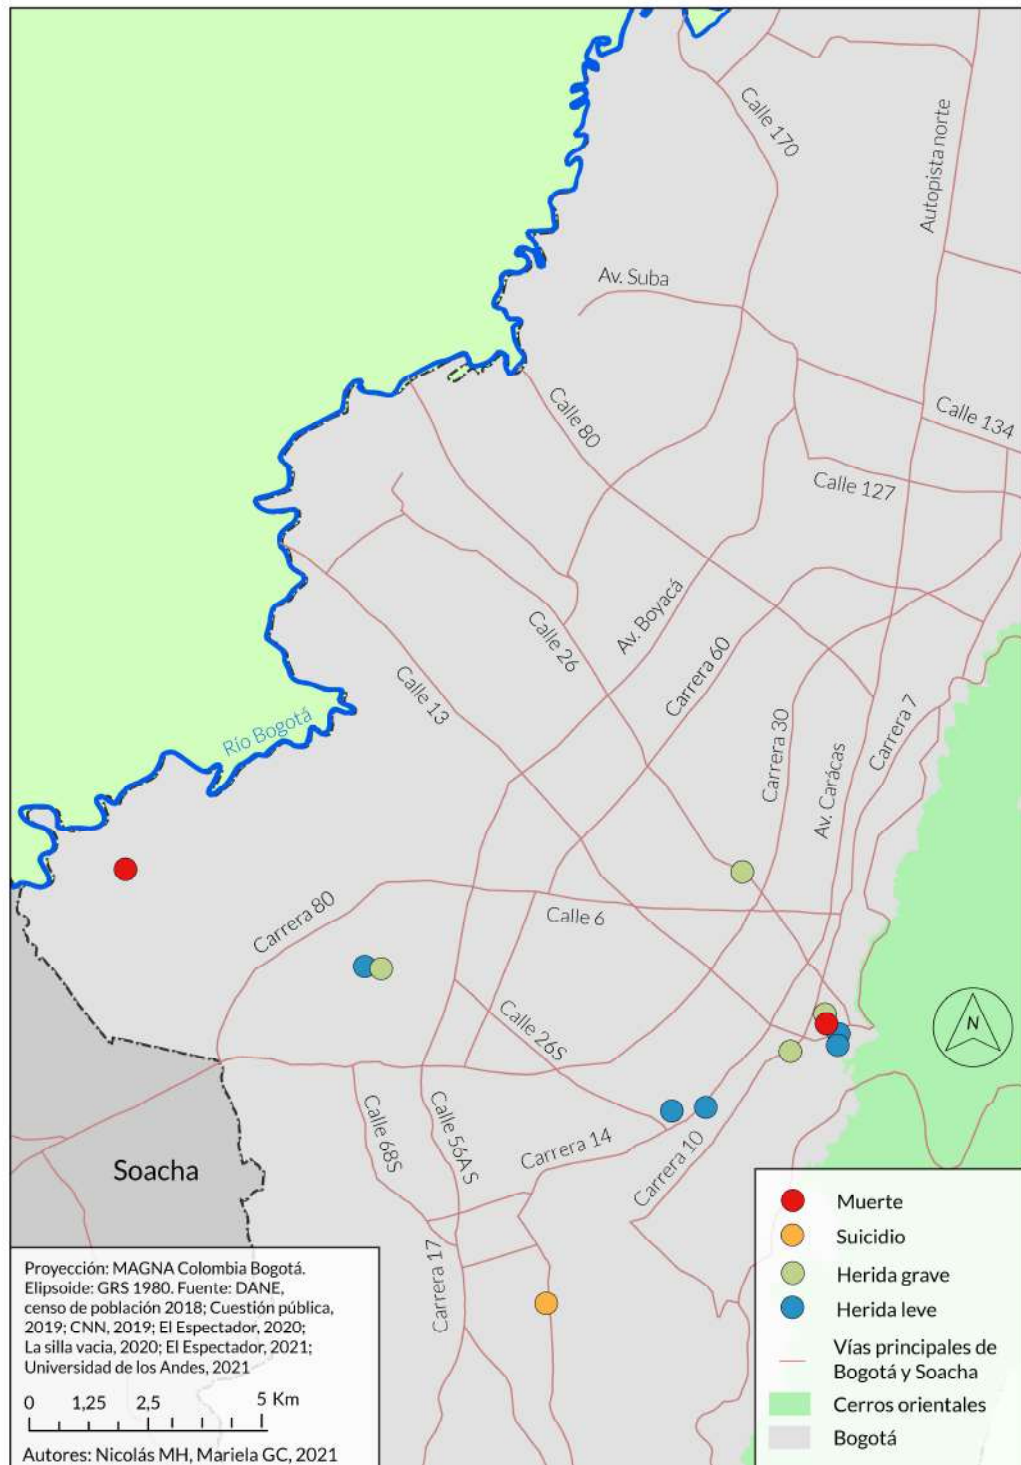 Calle 170
Autopista norte
Av. Suba
Calle 80
Calle 134
Calle 127
Av. Boyacá
Calle 26
Carrera 60
Calle 13
Carrera 30
Carrera 7
Río Bogotá
Av. Carácas
Carrera 80
Calle 6
Calle 26S
N
Calle 68S
Calle 56A S
Carrera 14
Carrera 10
Soacha
Carrera 17
Muerte
Suicidio
Herida grave
Herida leve
Vías principales de
Bogotá y Soacha
Cerros orientales
Bogotá
Proyección: MAGNA Colombia Bogotá.
Elipsoide: GRS 1980. Fuente: DANE,
censo de población 2018; Cuestión pública,
2019; CNN, 2019; El Espectador, 2020;
La silla vacia, 2020; El Espectador, 2021;
Universidad de los Andes, 2021
0 1,25 2,5 5 Km
Autores: Nicolás MH, Mariela GC, 2021